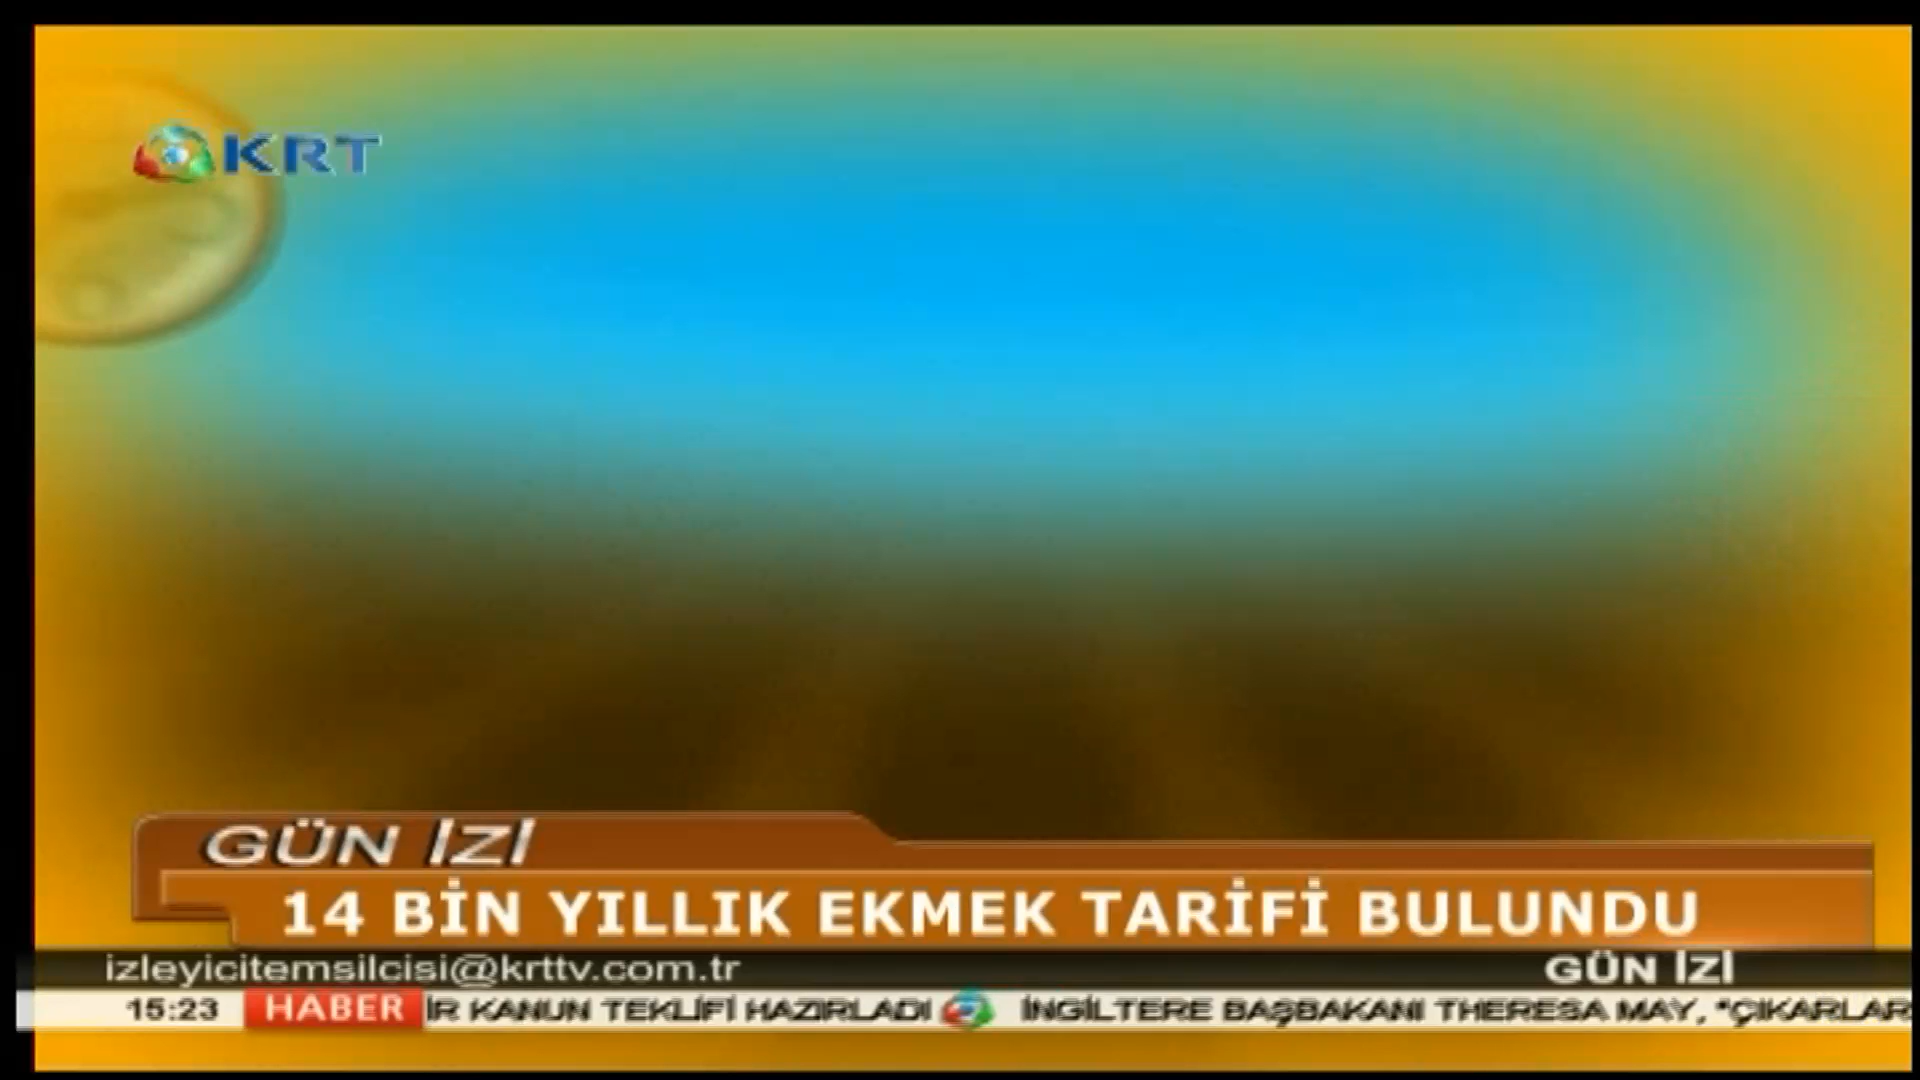 KRT
GÜN İZİ
14 BİN YILLIK EKMEK TARİFİ BULUNDU
izleyicitemsilcisi@krttv.com.tr
GÜN İZİ
15:23 HABER İR KANUN TEKLİFİ HAZIRLADI İNGİLTERE BAŞBAKANI THERESA MAY, "ÇIKARLAR